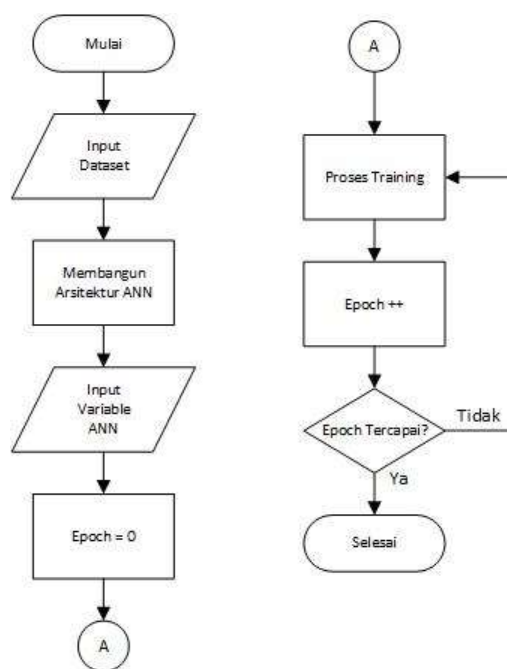 Mulai
Input
Dataset
Membangun
Arsitektur ANN
Input
Variable
ANN
Epoch = 0
A
A
Proses Training
Epoch ++
Epoch Tercapai?
Tidak
Ya
Selesai